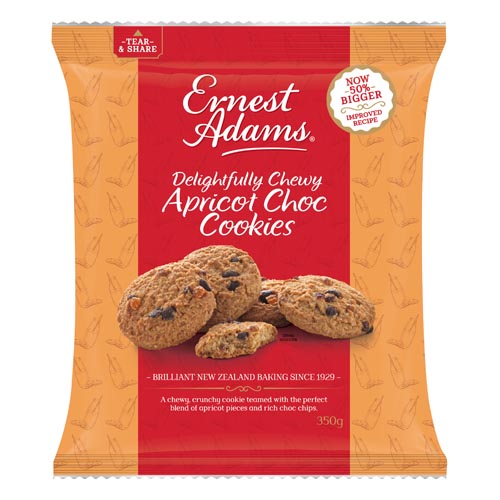 –TEAR–
& SHARE
Ernest
Adams®
NOW
50%
BIGGER
IMPROVED
RECIPE
Delightfully Chewy
Apricot Choc
Cookies
– BRILLIANT NEW ZEALAND BAKING SINCE 1929 –
A chewy, crunchy cookie teamed with the perfect
blend of apricot pieces and rich choc chips.
350g